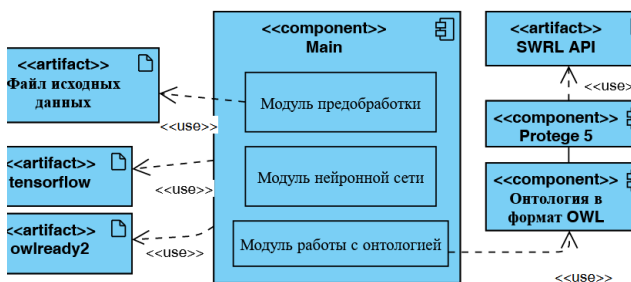 <<component>>
Main
<<artifact>>
Файл исходных
данных
<<use>>
Модуль предобработки
<<artifact>>
tensorflow
<<use>>
Модуль нейронной сети
<<artifact>>
owlready2
<<use>>
Модуль работы с онтологией
<<artifact>>
SWRL API
<<use>>
<<component>>
Protege 5
<<component>>
Онтология в
формат OWL
<<use>>